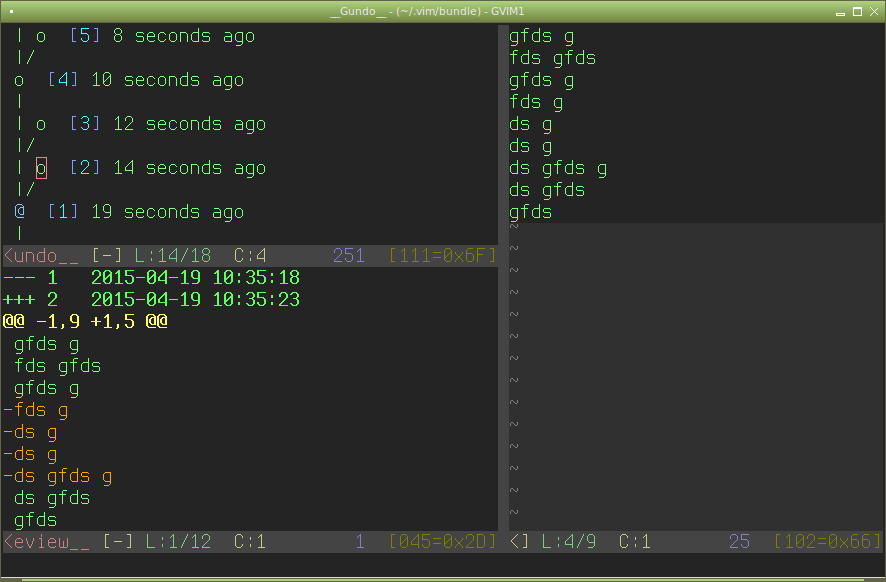 __Gundo__ - (~/.vim/bundle) - GVIM1
| o  [5] 8 seconds ago
|/
o  [4] 10 seconds ago
|
| o  [3] 12 seconds ago
|/
| o  [2] 14 seconds ago
|/
@  [1] 19 seconds ago
|
<undo__ [-] L:14/18  C:4        251  [111=0x6F]
--- 1   2015-04-19 10:35:18
+++ 2   2015-04-19 10:35:23
@@ -1,9 +1,5 @@
 gfds g
 fds gfds
 gfds g
-fds g
-ds g
-ds g
-ds gfds g
 ds gfds
 gfds
<eview__ [-] L:1/12  C:1        1  [045=0x2D]
gfds g
fds gfds
gfds g
fds g
ds g
ds g
ds gfds g
ds gfds
gfds
~
~
~
~
~
~
~
~
~
~
~
~
~
~
<] L:4/9  C:1        25  [102=0x66]